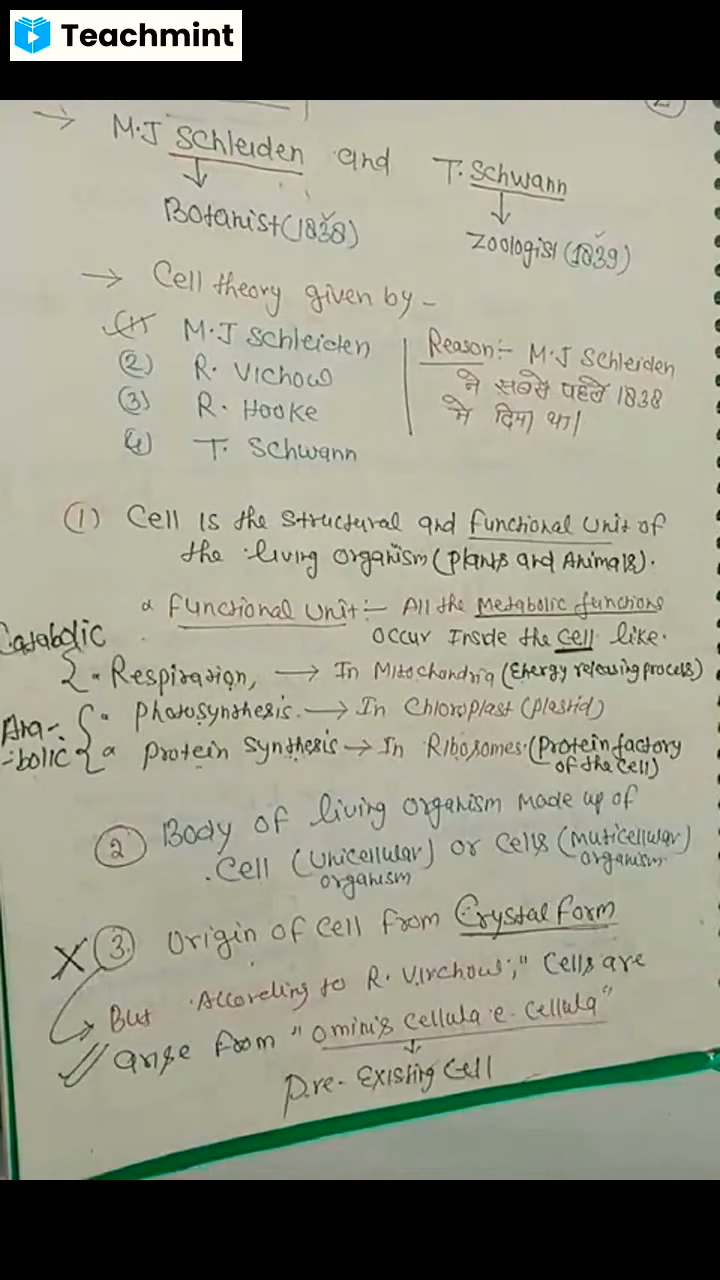 Teachmint
→ M.J Schleiden and T. Schwann
Botanist (1838) Zoologist (1839)
→ Cell theory given by -
(1) M.J Schleiden
(2) R. Vichow
(3) R. Hooke
(4) T. Schwann
Reason:- M.J Schleiden
ने सबसे पहले 1838
मे दिया था।
(1) Cell is the structural and functional unit of
the living organism (plants and Animals).
Functional unit:- All the Metabolic functions
occur inside the cell like.
Catabolic
Respiration, → In Mitochondria (Energy releasing process)
Ana-
-bolic
Photosynthesis. → In Chloroplast (plastid)
Protein synthesis → In Ribosomes. (Protein factory
of the cell)
(2) Body of living organism made up of
cell (unicellular organism) or cells (muticellular organism.)
X (3) Origin of cell from Crystal form
But According to R. Virchow; " Cells are
arise from "Ominis cellula e. cellula"
↓
pre-Existing cell